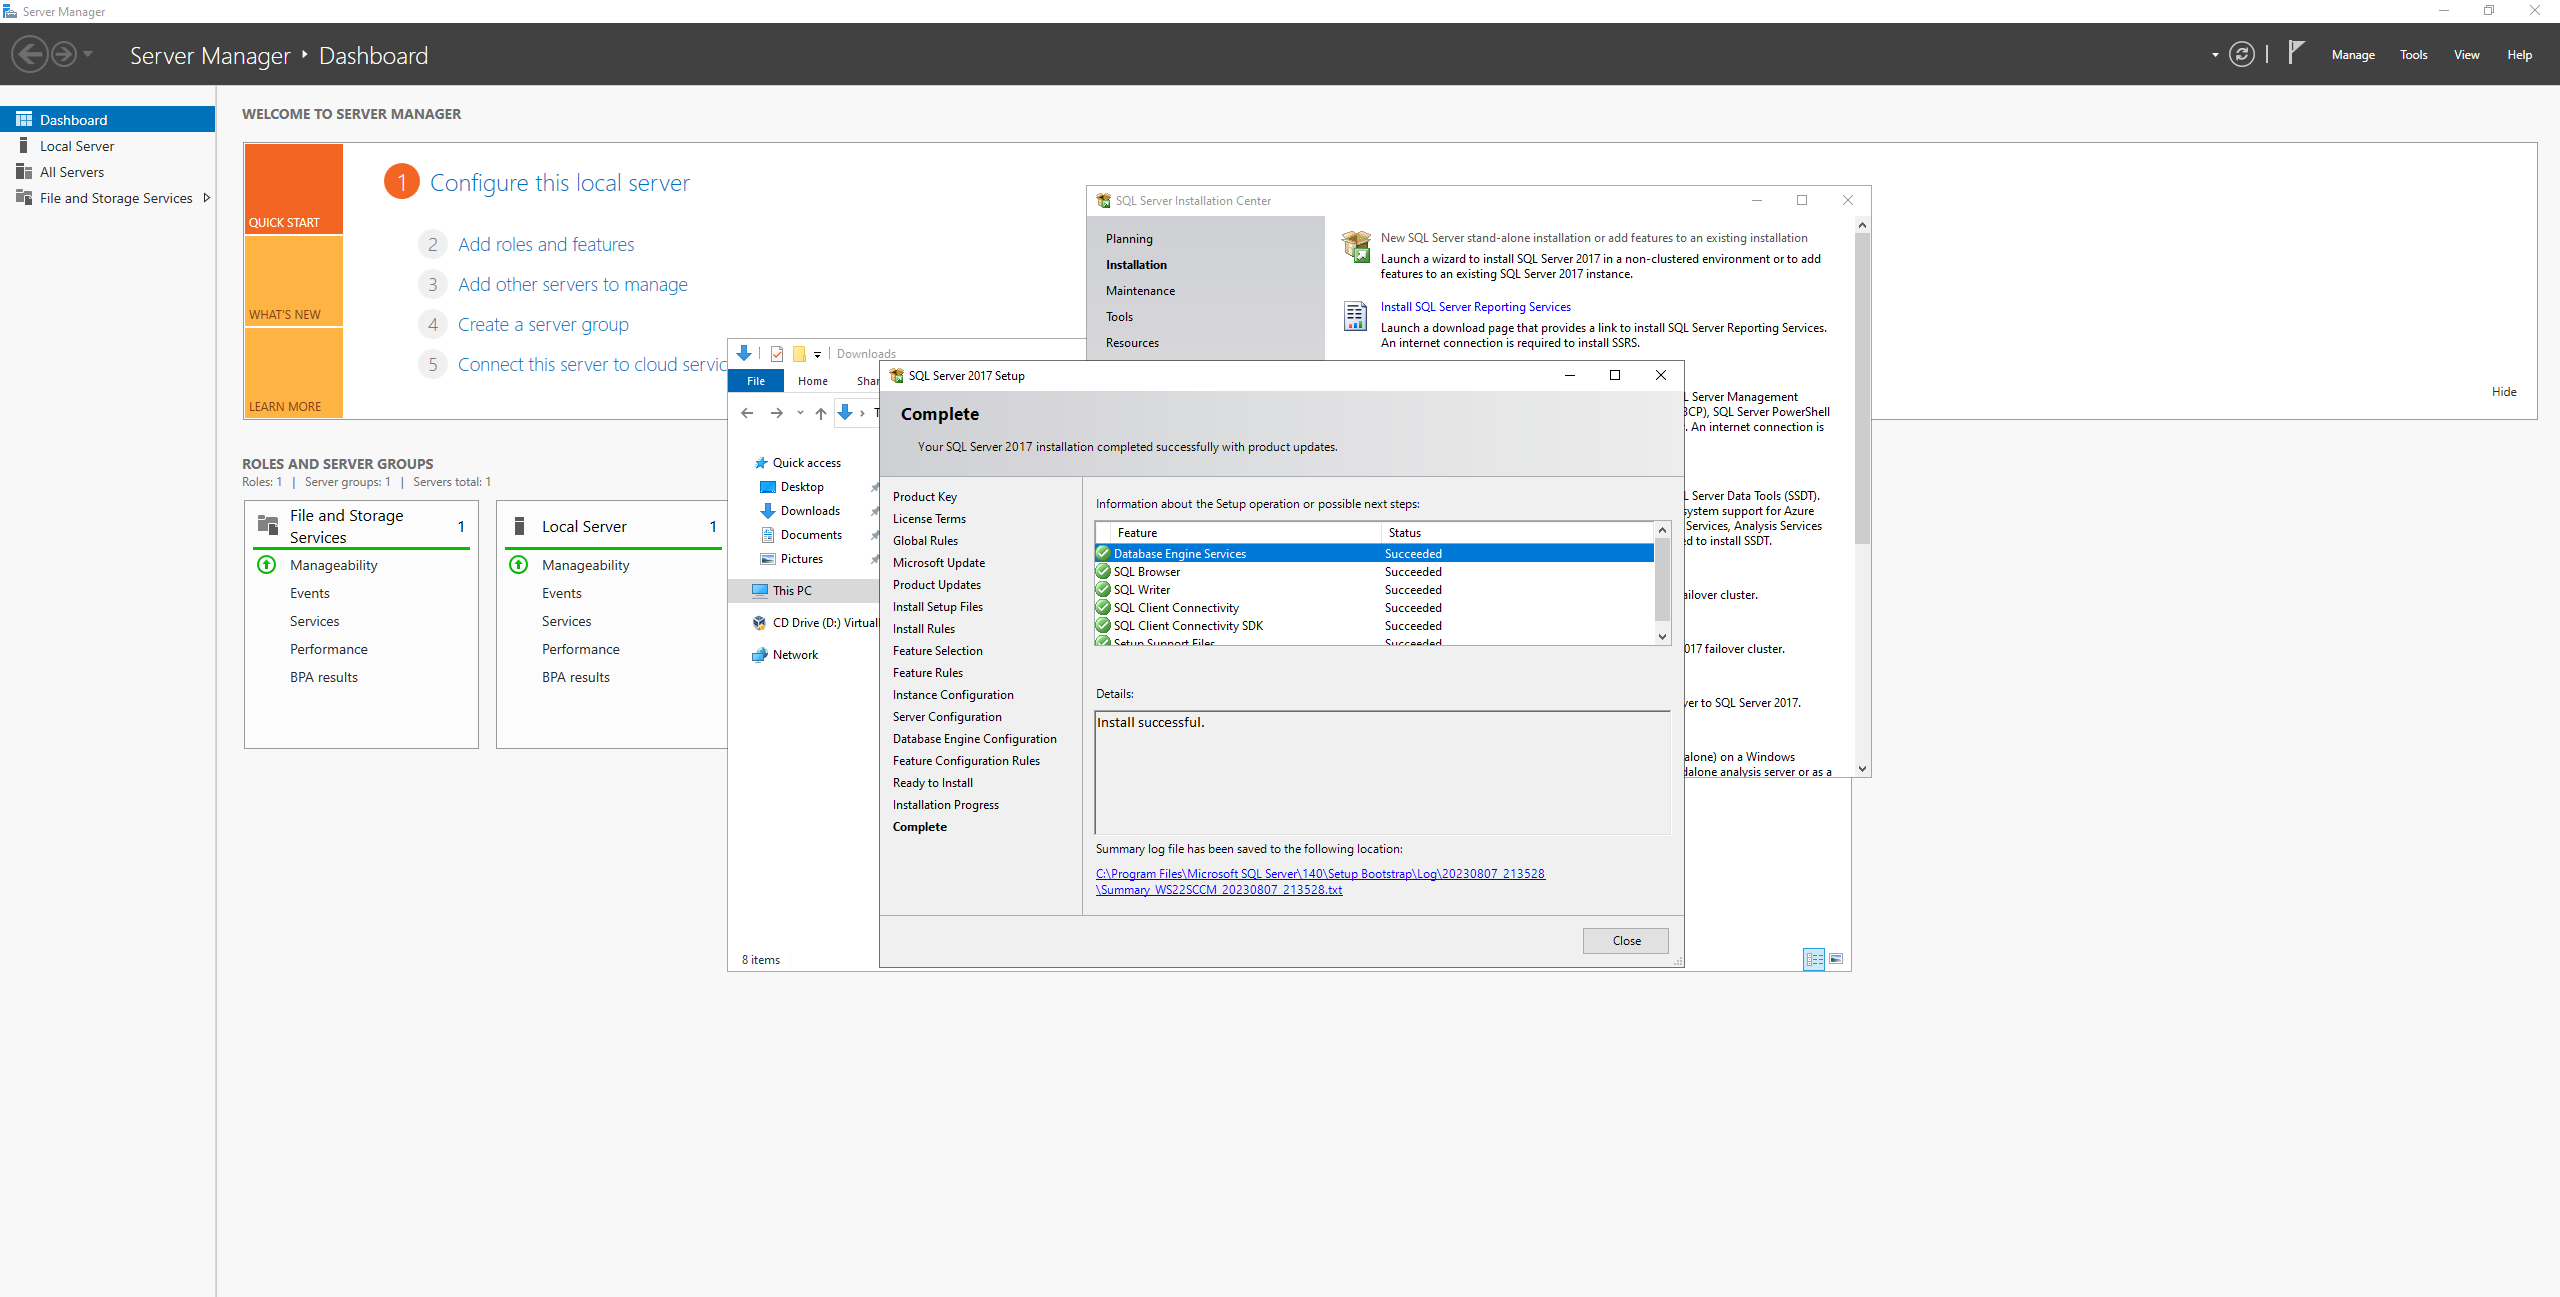 Server Manager
Server Manager
Dashboard
Manage
Tools
View
Help
Dashboard
Local Server
All Servers
File and Storage Services
WELCOME TO SERVER MANAGER
QUICK START
WHAT'S NEW
LEARN MORE
1 Configure this local server
2 Add roles and features
3 Add other servers to manage
4 Create a server group
5 Connect this server to cloud servic
Hide
ROLES AND SERVER GROUPS
Roles: 1 | Server groups: 1 | Servers total: 1
File and Storage
Services
1
Manageability
Events
Services
Performance
BPA results
Local Server
1
Manageability
Events
Services
Performance
BPA results
Downloads
File
Home
Shar
Quick access
Desktop
Downloads
Documents
Pictures
This PC
CD Drive (D:) Virtual
Network
8 items
SQL Server Installation Center
Planning
Installation
Maintenance
Tools
Resources
New SQL Server stand-alone installation or add features to an existing installation
Launch a wizard to install SQL Server 2017 in a non-clustered environment or to add
features to an existing SQL Server 2017 instance.
Install SQL Server Reporting Services
Launch a download page that provides a link to install SQL Server Reporting Services.
An internet connection is required to install SSRS.
L Server Management
BCP), SQL Server PowerShell
. An internet connection is
L Server Data Tools (SSDT).
system support for Azure
Services, Analysis Services
ed to install SSDT.
ailover cluster.
017 failover cluster.
ver to SQL Server 2017.
alone) on a Windows
dalone analysis server or as a
SQL Server 2017 Setup
Complete
Your SQL Server 2017 installation completed successfully with product updates.
Product Key
License Terms
Global Rules
Microsoft Update
Product Updates
Install Setup Files
Install Rules
Feature Selection
Feature Rules
Instance Configuration
Server Configuration
Database Engine Configuration
Feature Configuration Rules
Ready to Install
Installation Progress
Complete
Information about the Setup operation or possible next steps:
Feature Status
Database Engine Services Succeeded
SQL Browser Succeeded
SQL Writer Succeeded
SQL Client Connectivity Succeeded
SQL Client Connectivity SDK Succeeded
Setup Support Files Succeeded
Details:
Install successful.
Summary log file has been saved to the following location:
C:\Program Files\Microsoft SQL Server\140\Setup Bootstrap\Log\20230807_213528
\Summary_WS22SCCM_20230807_213528.txt
Close